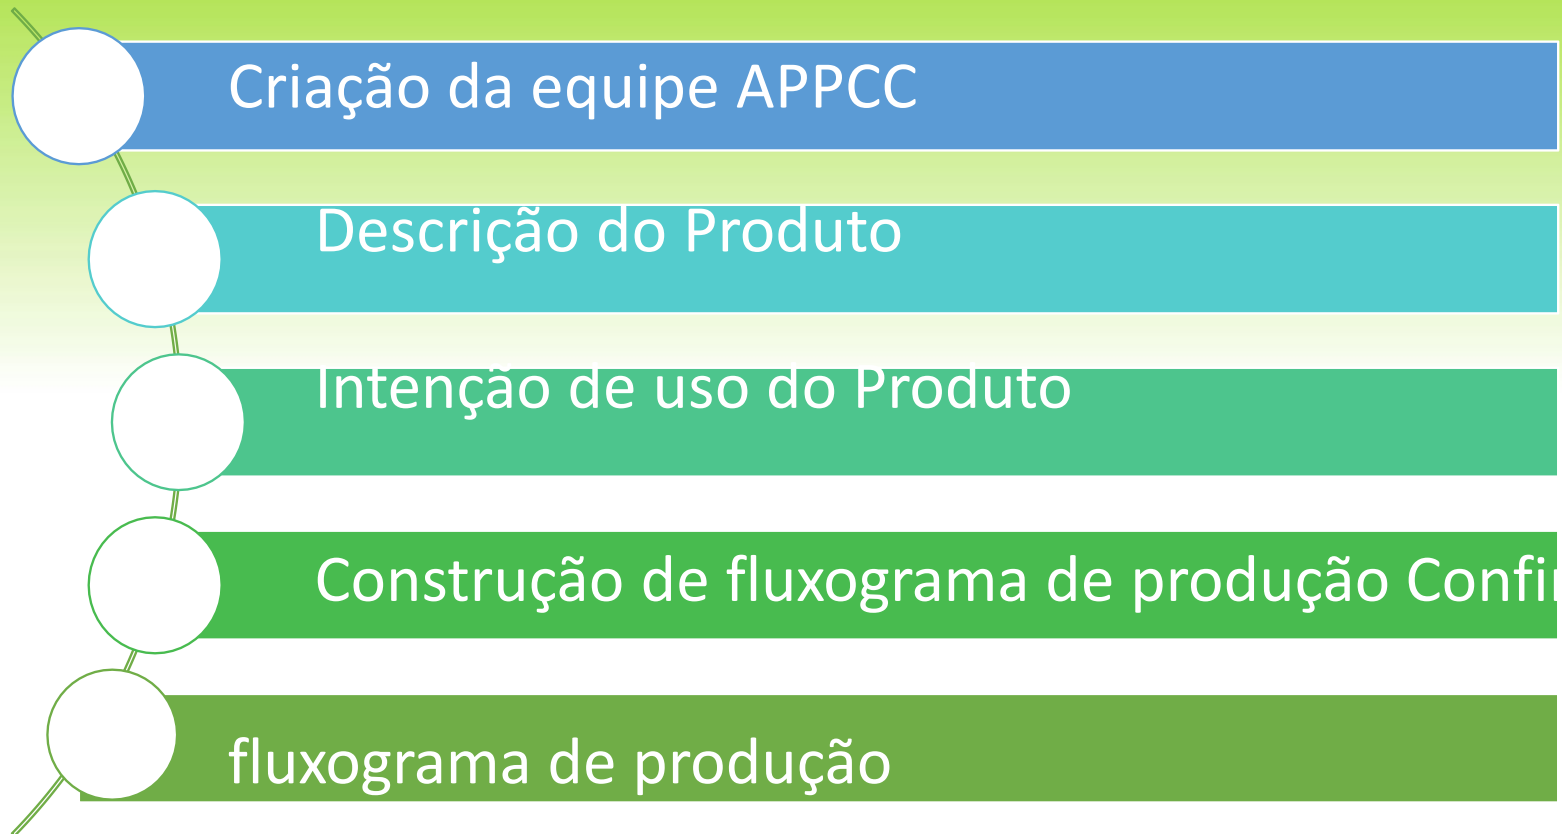 Criação da equipe APPCC
Descrição do Produto
Intenção de uso do Produto
Construção de fluxograma de produção
fluxograma de produção